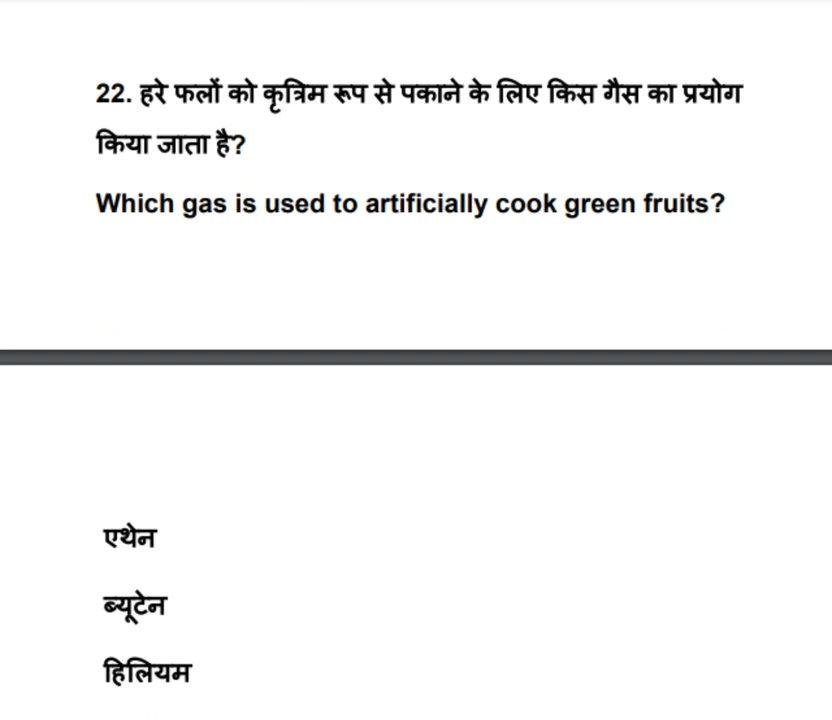 22. हरे फलों को कृत्रिम रूप से पकाने के लिए किस गैस का प्रयोग
किया जाता है?
Which gas is used to artificially cook green fruits?
एथेन
ब्यूटेन
हिलियम